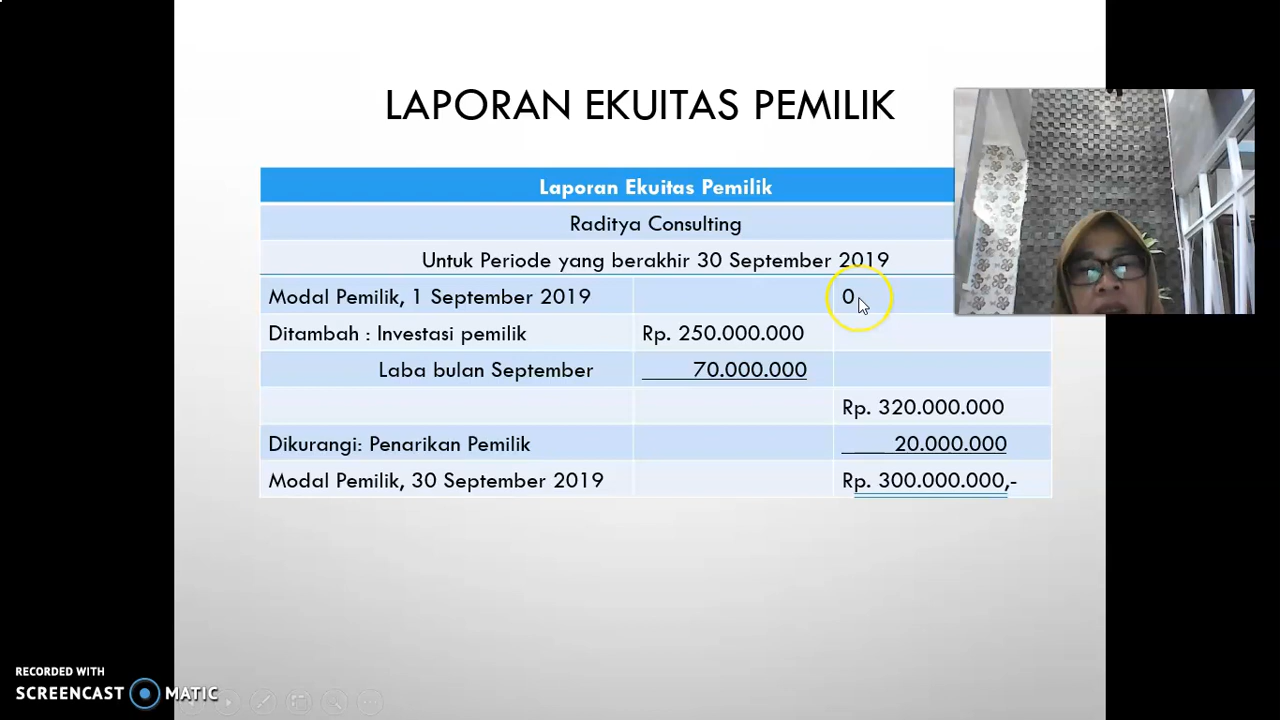 LAPORAN EKUITAS PEMILIK
Laporan Ekuitas Pemilik
Raditya Consulting
Untuk Periode yang berakhir 30 September 2019
Modal Pemilik, 1 September 2019 0
Ditambah : Investasi pemilik Rp. 250.000.000
Laba bulan September 70.000.000
Rp. 320.000.000
Dikurangi: Penarikan Pemilik 20.000.000
Modal Pemilik, 30 September 2019 Rp. 300.000.000,-
RECORDED WITH
SCREENCAST MATIC